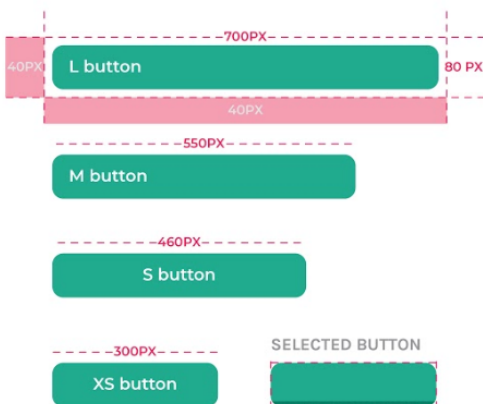 700PX
40PX
L button
80 PX
40PX
550PX
M button
460PX
S button
SELECTED BUTTON
300PX
XS button